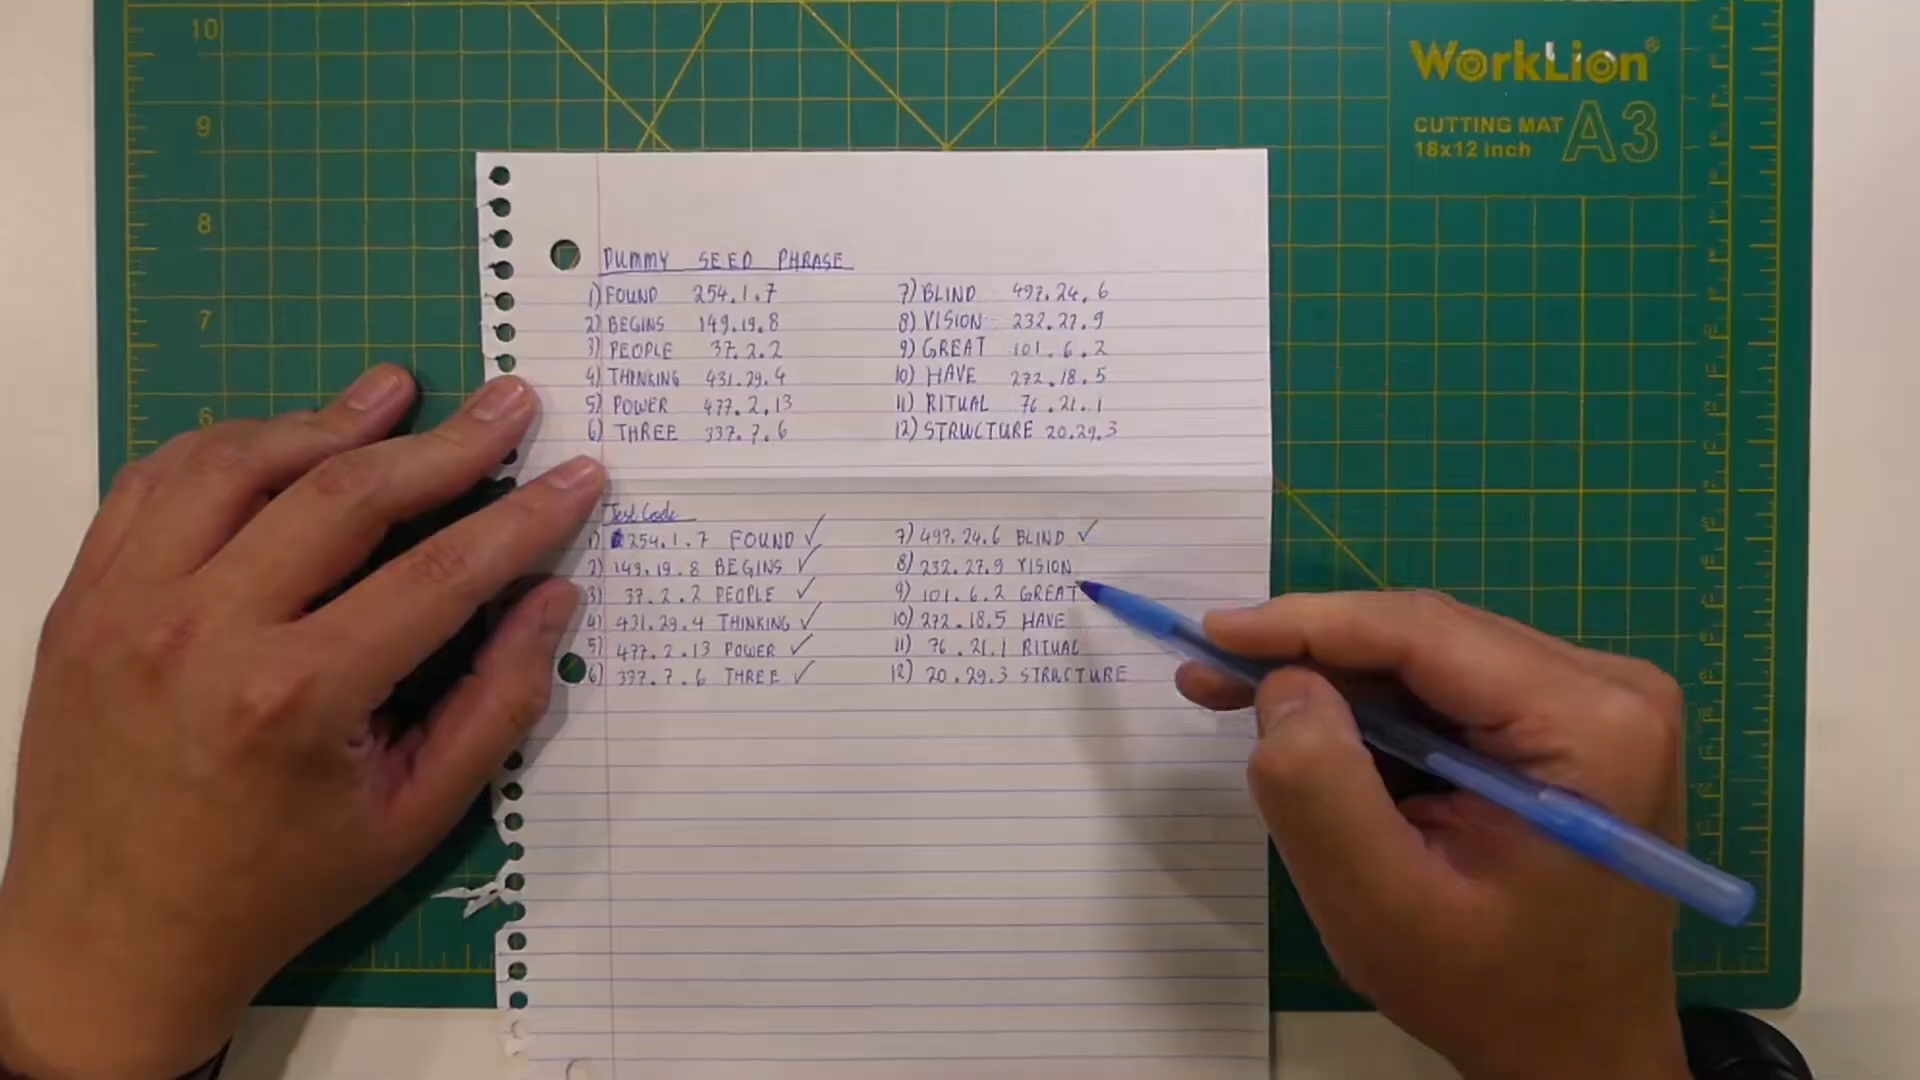 10
9
8
7
6
WorkLion®
CUTTING MAT A3
18x12 inch
DUMMY SEED PHRASE
1) FOUND 254.1.7
2) BEGINS 149.19.8
3) PEOPLE 37.2.2
4) THINKING 431.29.4
5) POWER 477.2.13
6) THREE 337.7.6
7) BLIND 497.24.6
8) VISION 232.27.9
9) GREAT 101.6.2
10) HAVE 272.18.5
11) RITUAL 76.21.1
12) STRUCTURE 20.29.3
Test Code
1) 254.1.7 FOUND ✓
2) 149.19.8 BEGINS ✓
3) 37.2.2 PEOPLE ✓
4) 431.29.4 THINKING ✓
5) 477.2.13 POWER ✓
6) 337.7.6 THREE ✓
7) 497.24.6 BLIND ✓
8) 232.27.9 VISION
9) 101.6.2 GREAT
10) 272.18.5 HAVE
11) 76.21.1 RITUAL
12) 20.29.3 STRUCTURE